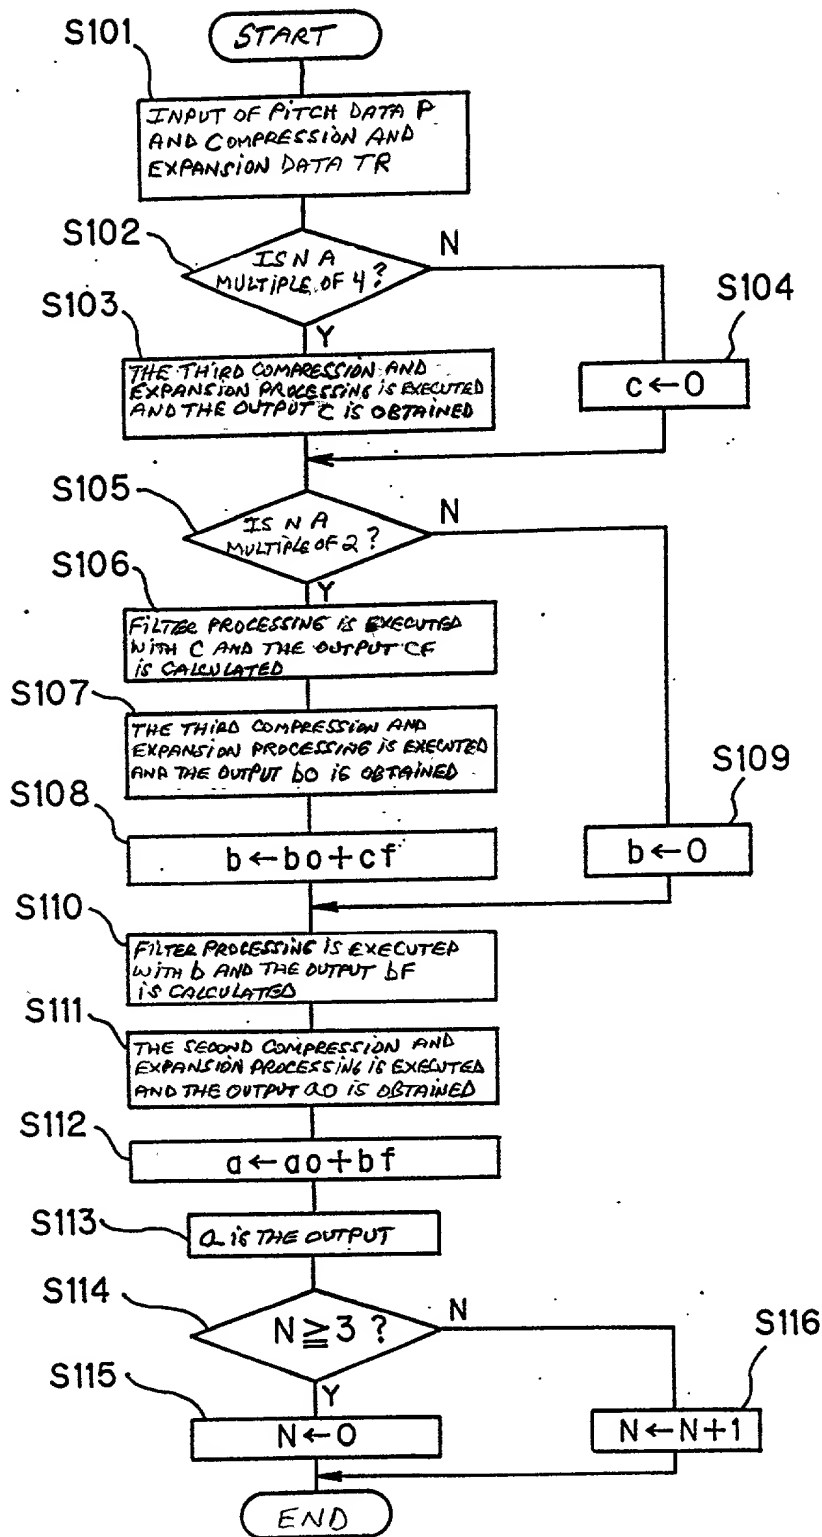 S101
START
INPUT OF PITCH DATA P
AND COMPRESSION AND
EXPANSION DATA TR
S102
IS N A
MULTIPLE OF 4?
N
Y
S103
THE THIRD COMPRESSION AND
EXPANSION PROCESSING IS EXECUTED
AND THE OUTPUT C IS OBTAINED
S104
c←0
S105
IS N A
MULTIPLE OF 2?
N
Y
S106
FILTER PROCESSING IS EXECUTED
WITH C AND THE OUTPUT CF
IS CALCULATED
S107
THE THIRD COMPRESSION AND
EXPANSION PROCESSING IS EXECUTED
AND THE OUTPUT bO IS OBTAINED
S108
b←bo+cf
S109
b←0
S110
FILTER PROCESSING IS EXECUTED
WITH b AND THE OUTPUT bF
IS CALCULATED
S111
THE SECOND COMPRESSION AND
EXPANSION PROCESSING IS EXECUTED
AND THE OUTPUT aO IS OBTAINED
S112
a←ao+bf
S113
a IS THE OUTPUT
S114
N≧3?
N
Y
S115
N←0
S116
N←N+1
END